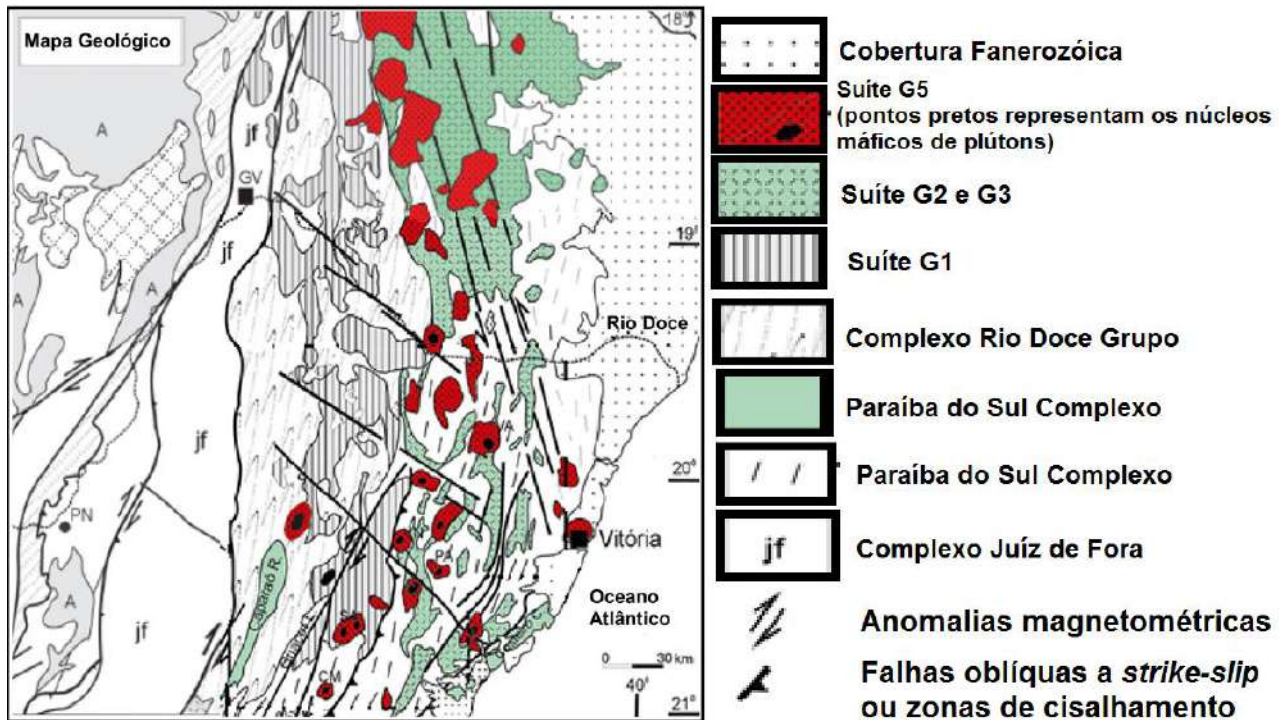 Mapa Geológico
18°
A
jf
GV
jf
19°
A
A
A
Rio Doce
jf
VA
20°
PN
Vitória
PA
A
Caparaó R.
Oceano
Atlântico
jf
0 30 km
CM
40°
21°
Cobertura Fanerozóica
Suíte G5
(pontos pretos representam os núcleos
máficos de plútons)
Suíte G2 e G3
Suíte G1
Complexo Rio Doce Grupo
Paraíba do Sul Complexo
Paraíba do Sul Complexo
jf
Complexo Juíz de Fora
Anomalias magnetométricas
Falhas oblíquas a strike-slip
ou zonas de cisalhamento